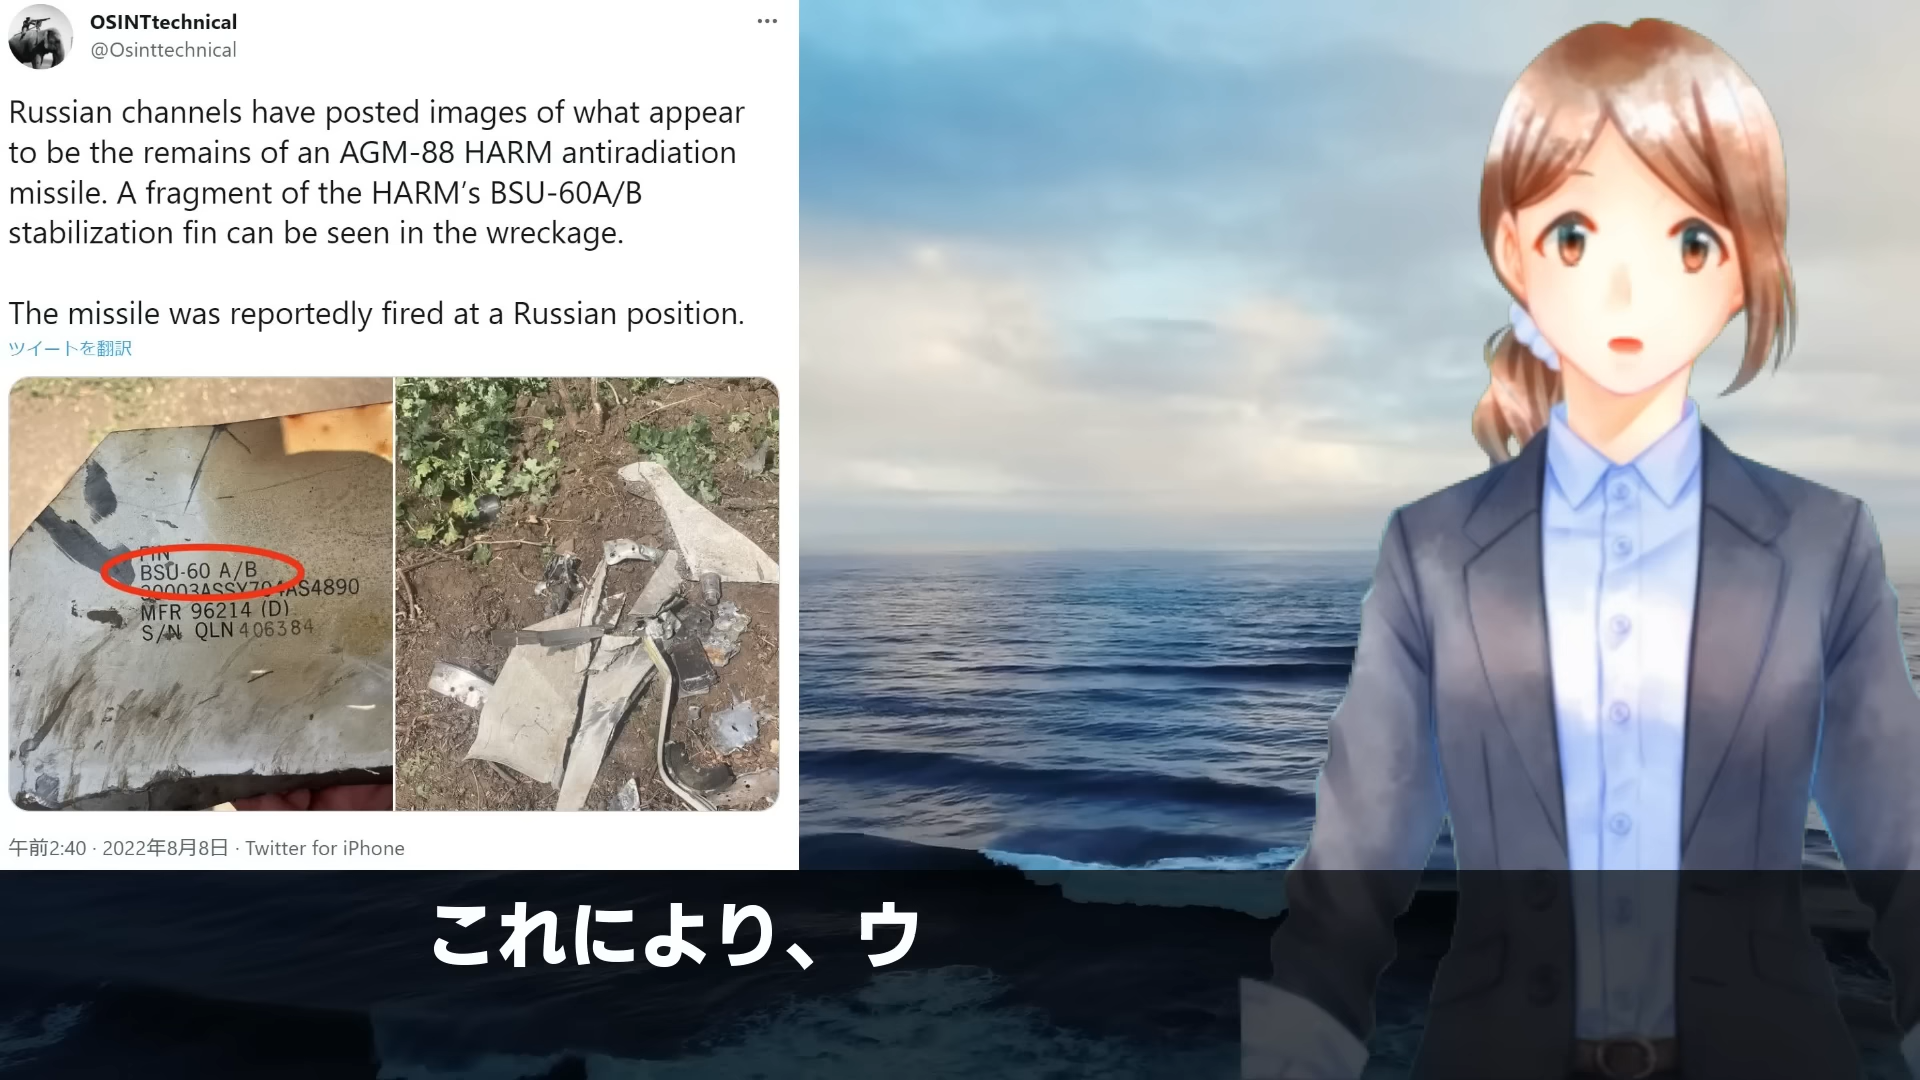 OSINTtechnical
@Osinttechnical
Russian channels have posted images of what appear
to be the remains of an AGM-88 HARM antiradiation
missile. A fragment of the HARM’s BSU-60A/B
stabilization fin can be seen in the wreckage.
The missile was reportedly fired at a Russian position.
ツイートを翻訳
FIN
BSU-60 A/B
30003ASSY704AS4890
MFR 96214 (D)
S/N QLN406384
午前2:40 · 2022年8月8日 · Twitter for iPhone
これにより、ウ